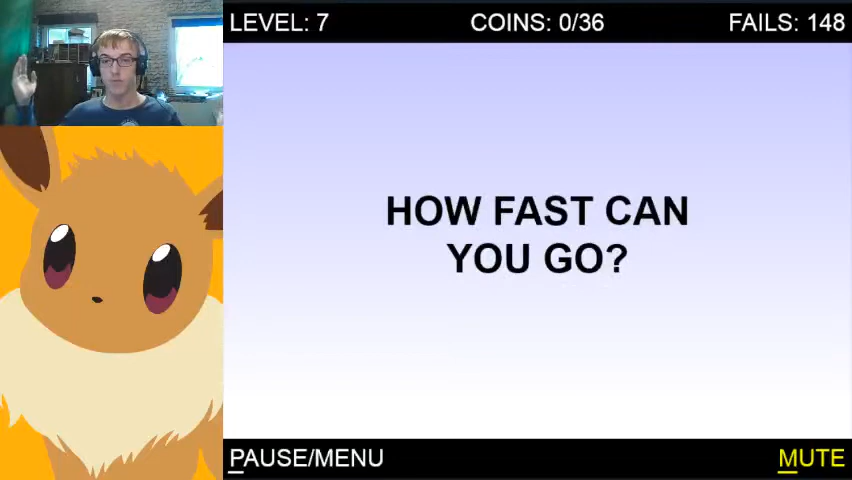 LEVEL: 7 COINS: 0/36 FAILS: 148
HOW FAST CAN
YOU GO?
PAUSE/MENU MUTE